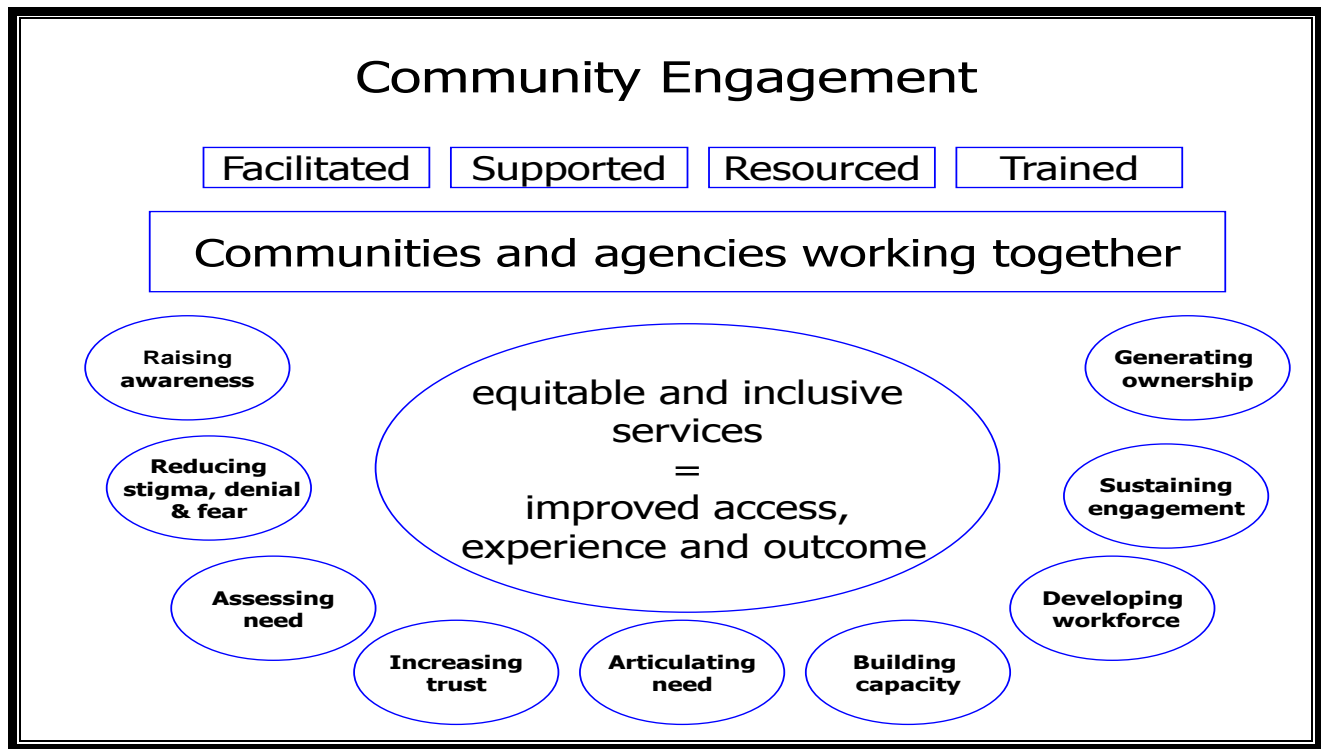 Community Engagement
Facilitated
Supported
Resourced
Trained
Communities and agencies working together
Raising
awareness
Reducing
stigma, denial
& fear
Assessing
need
Increasing
trust
Articulating
need
Building
capacity
Developing
workforce
Sustaining
engagement
Generating
ownership
equitable and inclusive
services
=
improved access,
experience and outcome